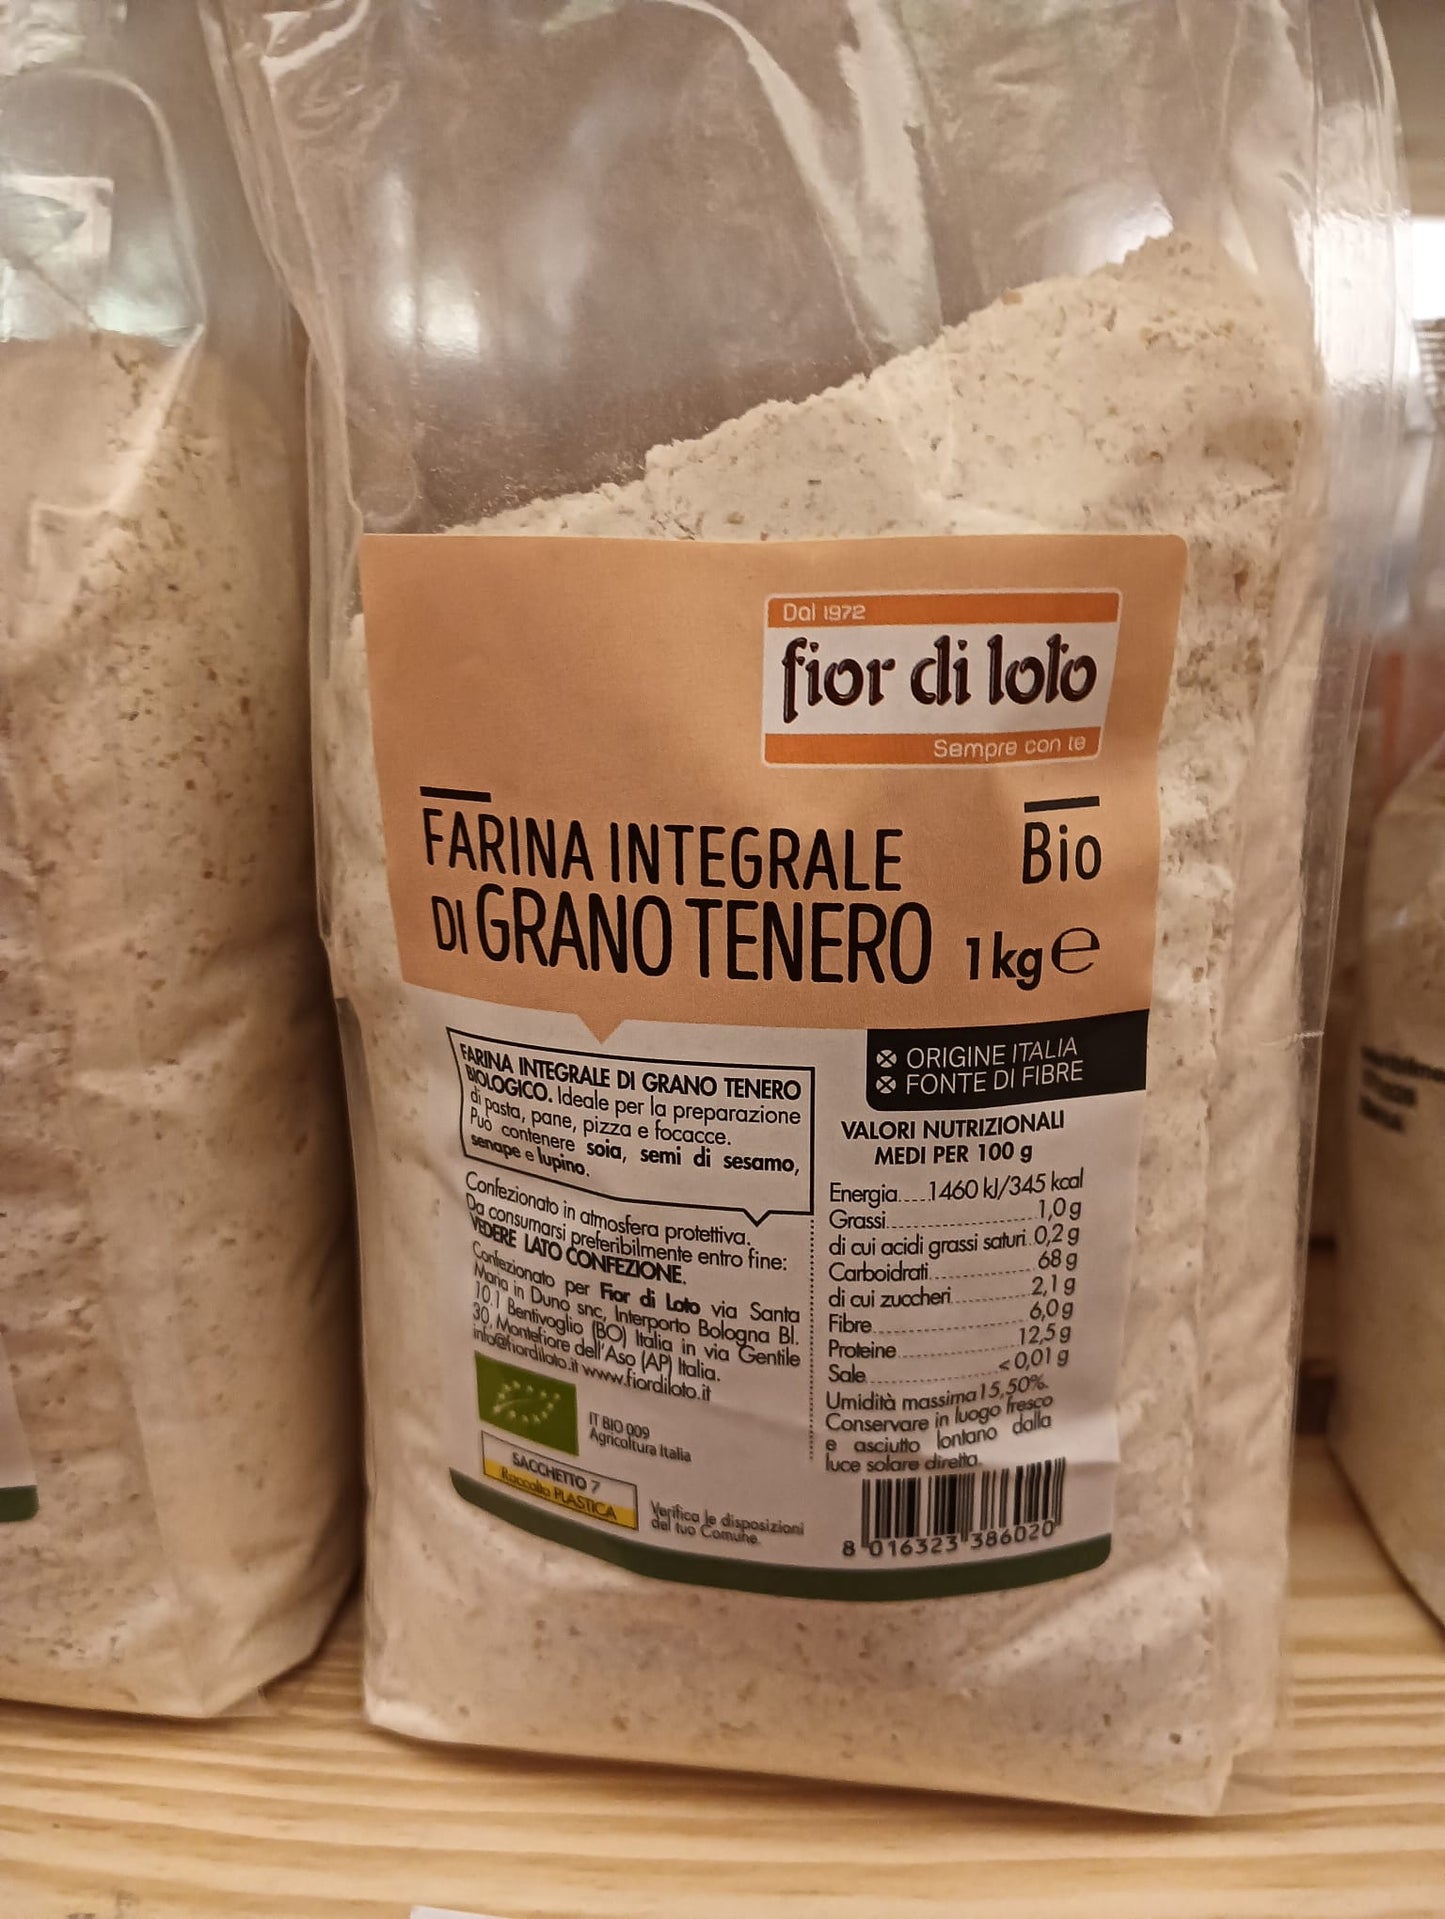 Dal 1972
fior di loto
Sempre con te
FARINA INTEGRALE
DI GRANO TENERO
Bio
1kg e
ORIGINE ITALIA
FONTE DI FIBRE
FARINA INTEGRALE DI GRANO TENERO
BIOLOGICO. Ideale per la preparazione
di pasta, pane, pizza e focacce.
Può contenere soia, semi di sesamo,
senape e lupino.
Confezionato in atmosfera protettiva.
Da consumarsi preferibilmente entro fine:
VEDERE LATO CONFEZIONE.
Confezionato per Fior di Loto via Santa
Maria in Duno snc, Interporto Bologna Bl.
10.1 Bentivoglio (BO) Italia in via Gentile
30, Montefiore dell'Aso (AP) Italia.
info@fiordiloto.it www.fiordiloto.it
IT BIO 009
Agricoltura Italia
SACCHETTO 7
Raccolta PLASTICA
Verifica le disposizioni
del tuo Comune.
VALORI NUTRIZIONALI
MEDI PER 100 g
Energia.....1460 kJ/345 kcal
Grassi.....1,0 g
di cui acidi grassi saturi..0,2 g
Carboidrati.....68 g
di cui zuccheri.....2,1 g
Fibre.....6,0 g
Proteine.....12,5 g
Sale.....<0,01 g
Umidità massima 15,50%.
Conservare in luogo fresco
e asciutto lontano dalla
luce solare diretta.
8 016323 386020